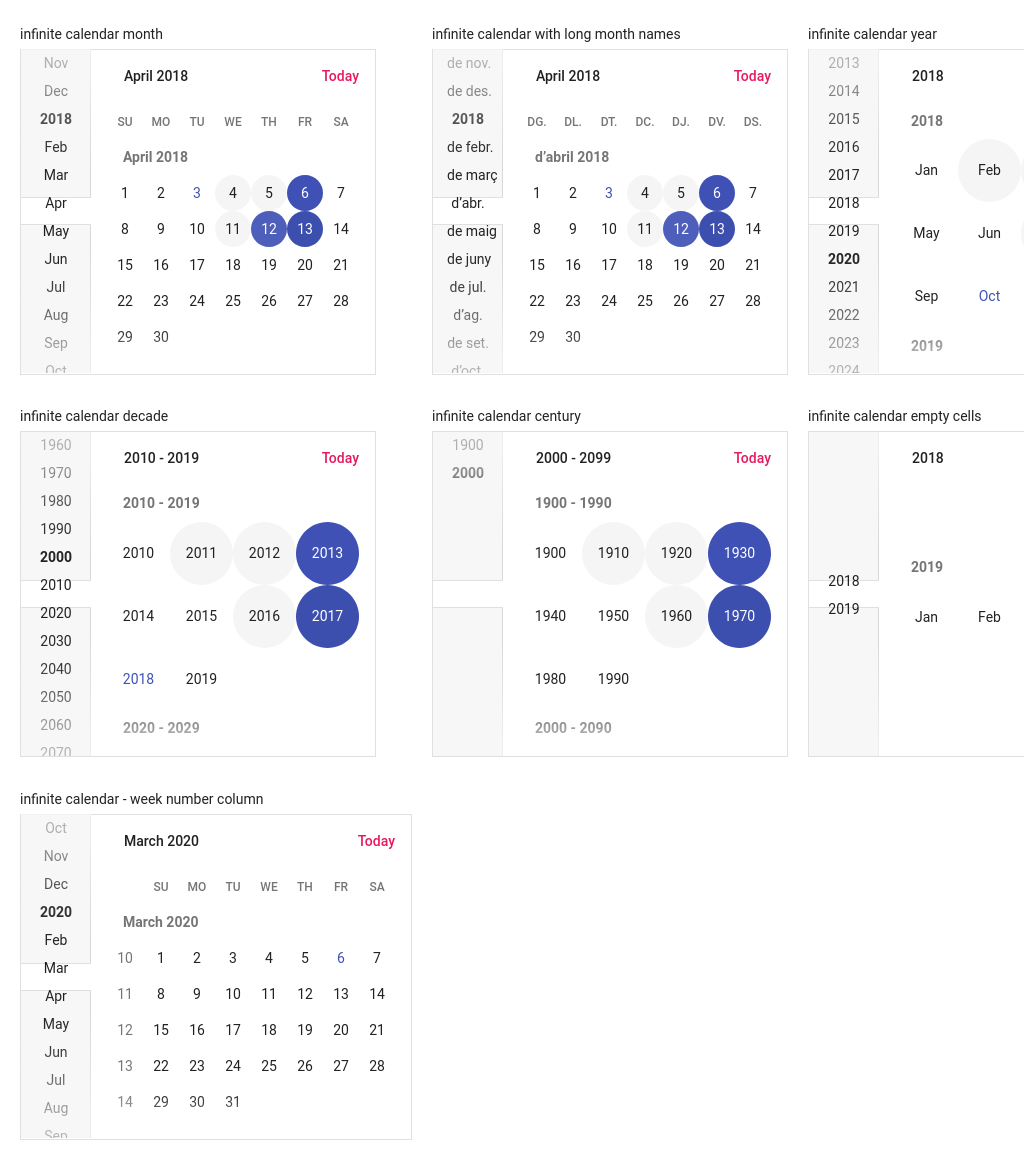 infinite calendar month
Nov
Dec
2018
Feb
Mar
Apr
May
Jun
Jul
Aug
Sep
Oct
April 2018 Today
SU MO TU WE TH FR SA
April 2018
1 2 3 4 5 6 7
8 9 10 11 12 13 14
15 16 17 18 19 20 21
22 23 24 25 26 27 28
29 30
infinite calendar with long month names
de nov.
de des.
2018
de febr.
de març
d’abr.
de maig
de juny
de jul.
d’ag.
de set.
d’oct.
April 2018 Today
DG. DL. DT. DC. DJ. DV. DS.
d’abril 2018
1 2 3 4 5 6 7
8 9 10 11 12 13 14
15 16 17 18 19 20 21
22 23 24 25 26 27 28
29 30
infinite calendar year
2013
2014
2015
2016
2017
2018
2019
2020
2021
2022
2023
2024
2018
2018
Jan Feb
May Jun
Sep Oct
2019
infinite calendar decade
1960
1970
1980
1990
2000
2010
2020
2030
2040
2050
2060
2070
2010 - 2019 Today
2010 - 2019
2010 2011 2012 2013
2014 2015 2016 2017
2018 2019
2020 - 2029
infinite calendar century
1900
2000
2000 - 2099 Today
1900 - 1990
1900 1910 1920 1930
1940 1950 1960 1970
1980 1990
2000 - 2090
infinite calendar empty cells
2018
2019
2018
2019
Jan Feb
infinite calendar - week number column
Oct
Nov
Dec
2020
Feb
Mar
Apr
May
Jun
Jul
Aug
Sep
March 2020 Today
SU MO TU WE TH FR SA
March 2020
10 1 2 3 4 5 6 7
11 8 9 10 11 12 13 14
12 15 16 17 18 19 20 21
13 22 23 24 25 26 27 28
14 29 30 31